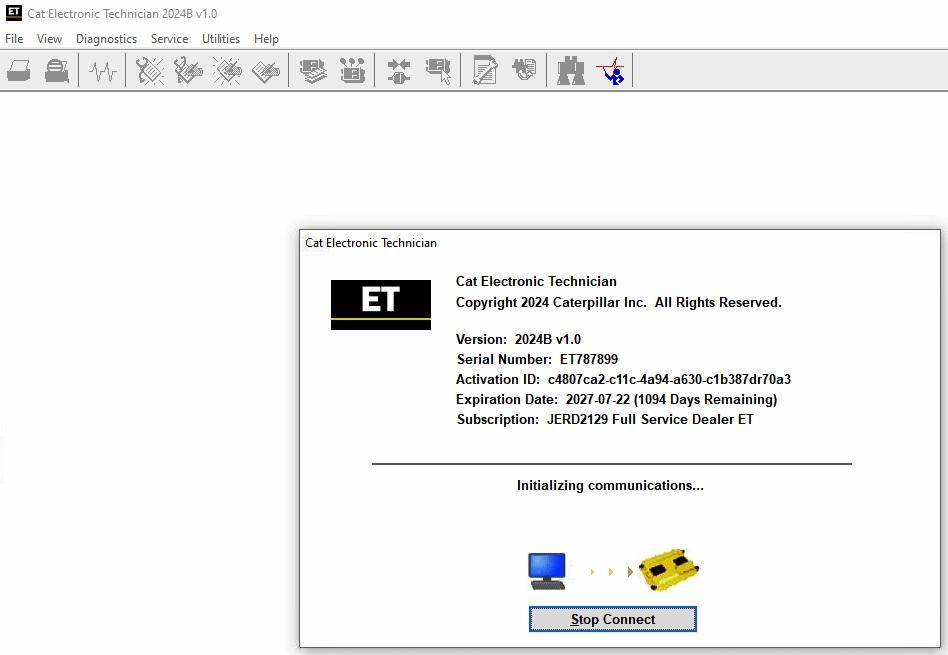 ET Cat Electronic Technician 2024B v1.0
File View Diagnostics Service Utilities Help
Cat Electronic Technician
ET
Cat Electronic Technician
Copyright 2024 Caterpillar Inc. All Rights Reserved.
Version: 2024B v1.0
Serial Number: ET787899
Activation ID: c4807ca2-c11c-4a94-a630-c1b387dr70a3
Expiration Date: 2027-07-22 (1094 Days Remaining)
Subscription: JERD2129 Full Service Dealer ET
Initializing communications...
Stop Connect